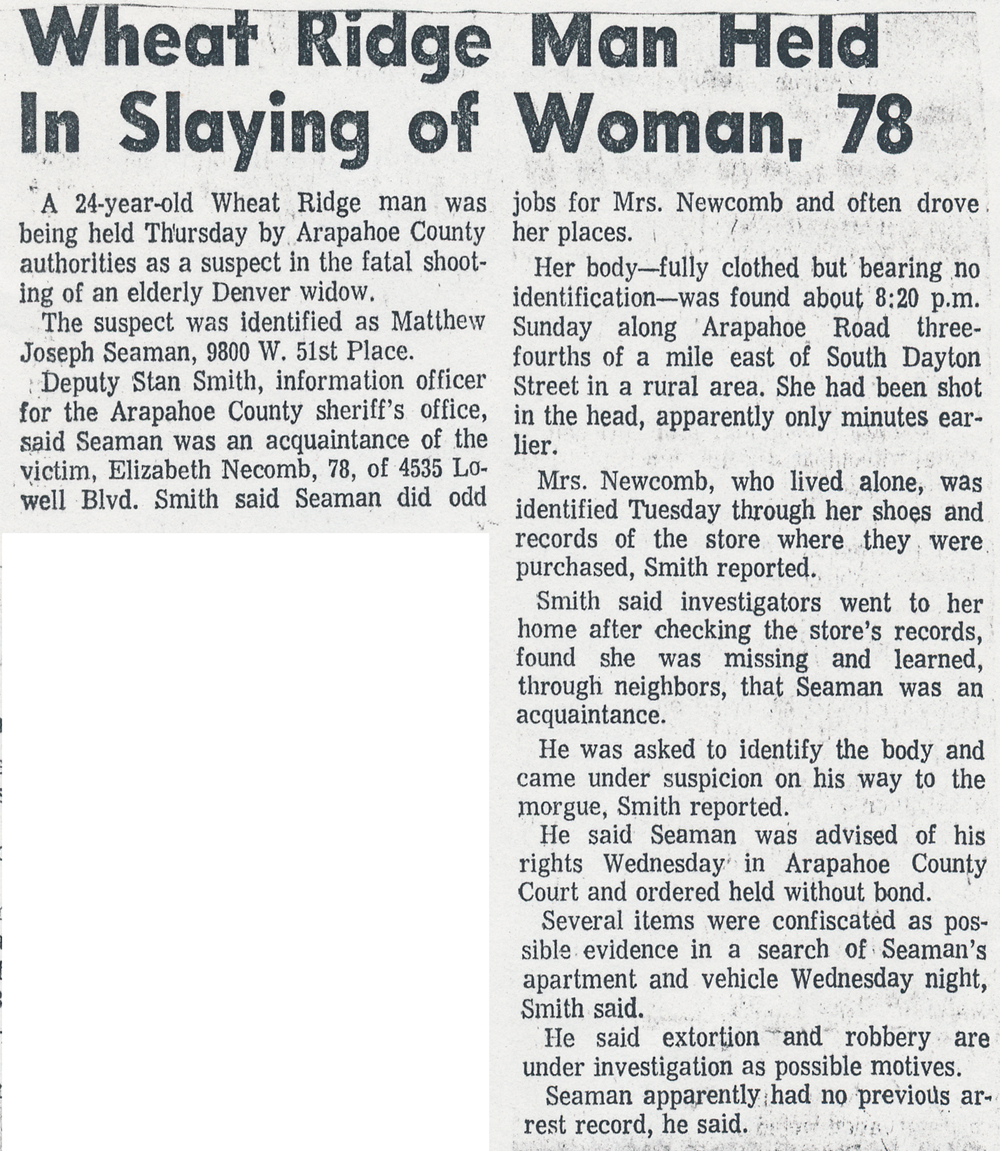 Wheat Ridge Man Held
In Slaying of Woman, 78
A 24-year-old Wheat Ridge man was
being held Thursday by Arapahoe County
authorities as a suspect in the fatal shoot-
ing of an elderly Denver widow.
The suspect was identified as Matthew
Joseph Seaman, 9800 W. 51st Place.
Deputy Stan Smith, information officer
for the Arapahoe County sheriff's office,
said Seaman was an acquaintance of the
victim, Elizabeth Necomb, 78, of 4535 Lo-
well Blvd. Smith said Seaman did odd
jobs for Mrs. Newcomb and often drove
her places.
Her body—fully clothed but bearing no
identification—was found about 8:20 p.m.
Sunday along Arapahoe Road three-
fourths of a mile east of South Dayton
Street in a rural area. She had been shot
in the head, apparently only minutes ear-
lier.
Mrs. Newcomb, who lived alone, was
identified Tuesday through her shoes and
records of the store where they were
purchased, Smith reported.
Smith said investigators went to her
home after checking the store's records,
found she was missing and learned,
through neighbors, that Seaman was an
acquaintance.
He was asked to identify the body and
came under suspicion on his way to the
morgue, Smith reported.
He said Seaman was advised of his
rights Wednesday in Arapahoe County
Court and ordered held without bond.
Several items were confiscated as pos-
sible evidence in a search of Seaman's
apartment and vehicle Wednesday night,
Smith said.
He said extortion and robbery are
under investigation as possible motives.
Seaman apparently had no previous ar-
rest record, he said.